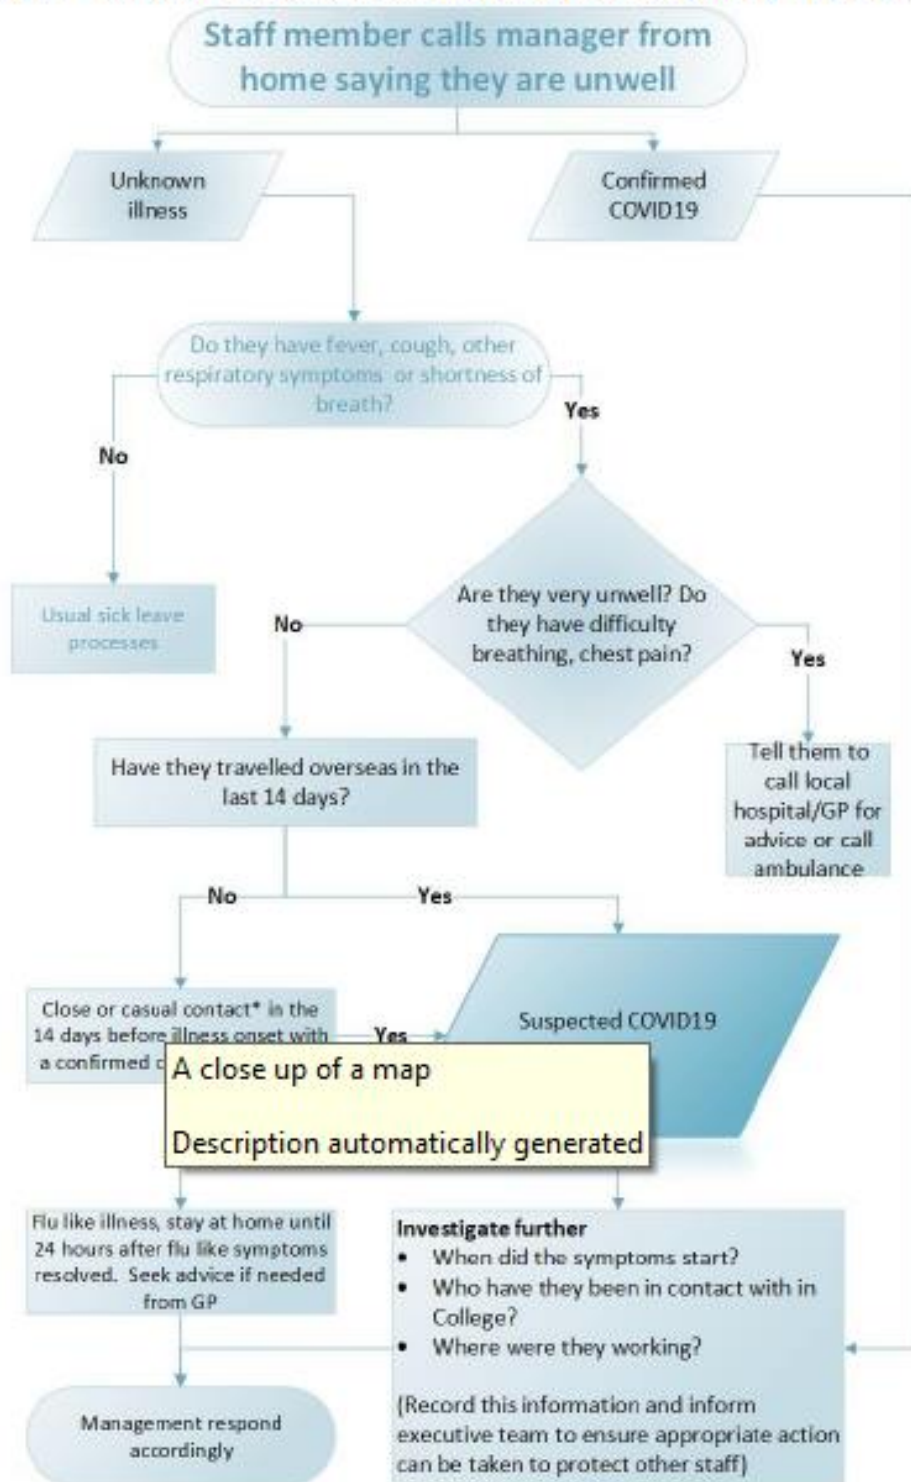 Staff member calls manager from
home saying they are unwell
Unknown
illness
Confirmed
COVID19
Do they have fever, cough, other
respiratory symptoms or shortness of
breath?
Yes
No
Are they very unwell? Do
they have difficulty
breathing, chest pain?
Usual sick leave
processes
No
Yes
Have they travelled overseas in the
last 14 days?
Tell them to
call local
hospital/GP for
advice or call
ambulance
No
Yes
Close or casual contact* in the
14 days before illness onset with
a confirmed
Yes
Suspected COVID19
A close up of a map
Description automatically generated
Flu like illness, stay at home until
24 hours after flu like symptoms
resolved. Seek advice if needed
from GP
Investigate further
• When did the symptoms start?
• Who have they been in contact with in
College?
• Where were they working?
(Record this information and inform
executive team to ensure appropriate action
can be taken to protect other staff)
Management respond
accordingly